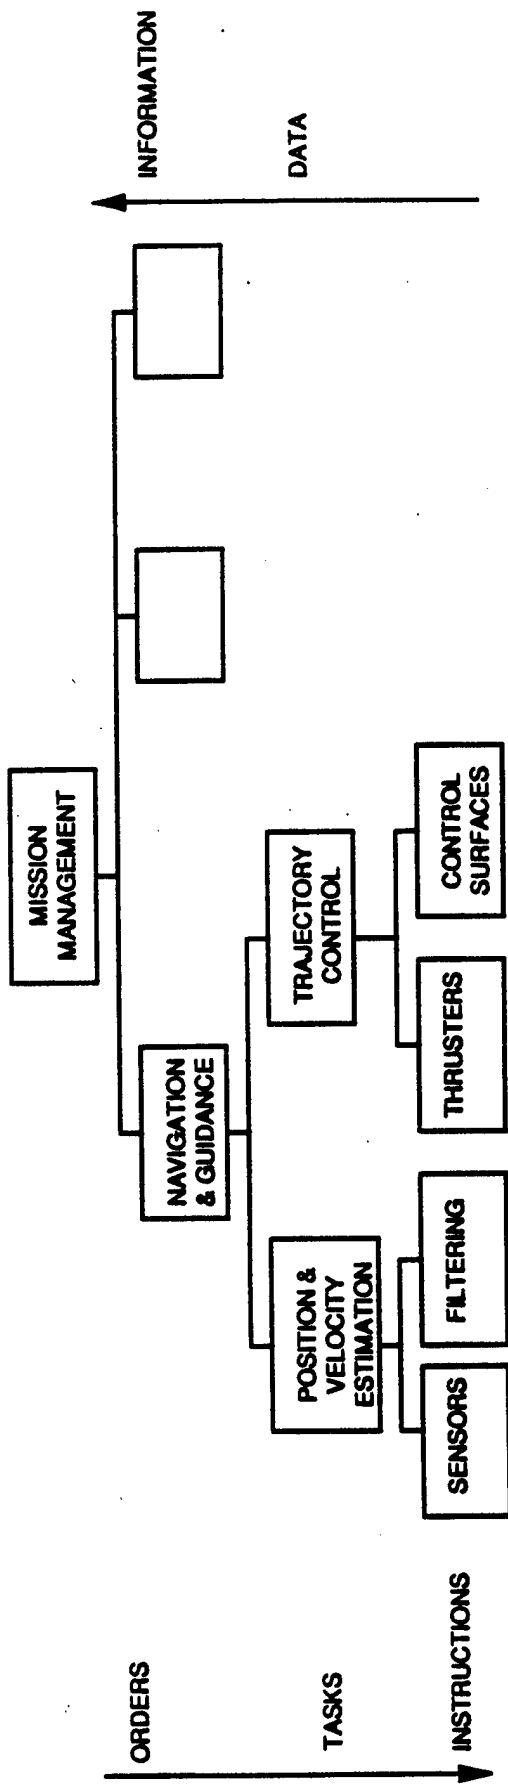 MISSION
MANAGEMENT
ORDERS
NAVIGATION
& GUIDANCE
INFORMATION
TASKS
POSITION &
VELOCITY
ESTIMATION
TRAJECTORY
CONTROL
DATA
INSTRUCTIONS
SENSORS
FILTERING
THRUSTERS
CONTROL
SURFACES